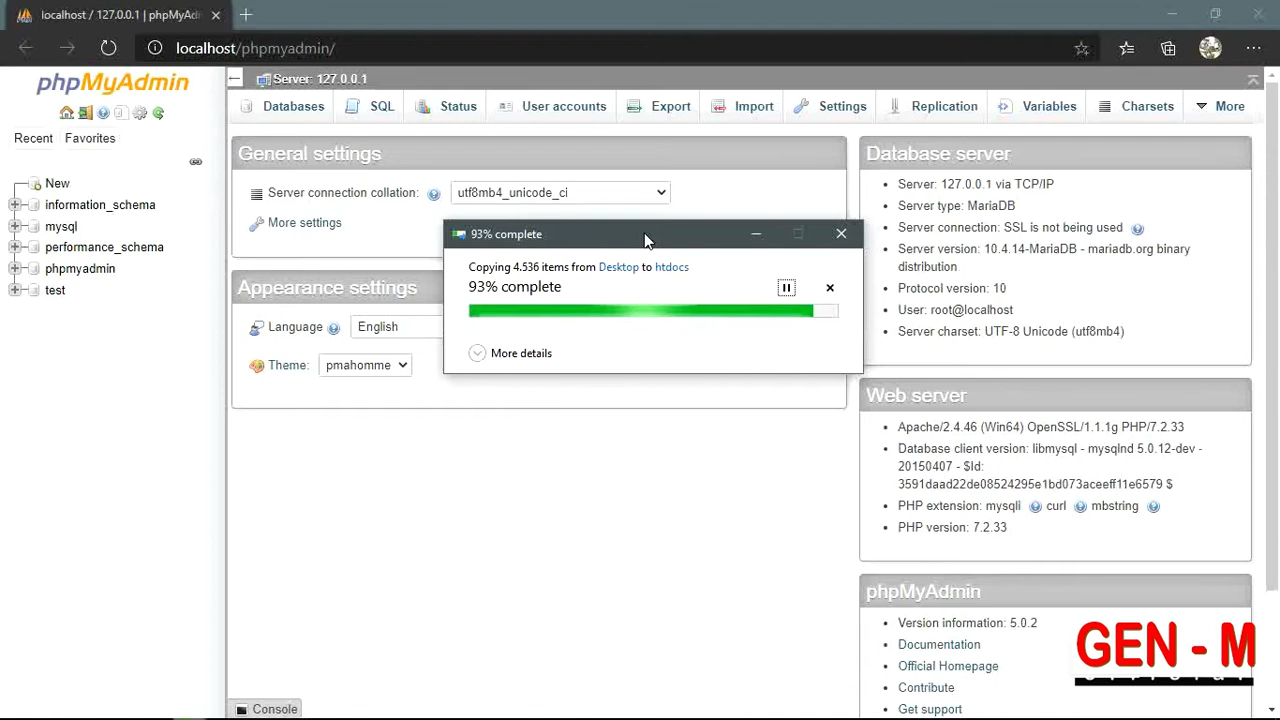 localhost / 127.0.0.1 | phpMyAd
localhost/phpmyadmin/
phpMyAdmin
Recent
Favorites
New
information_schema
mysql
performance_schema
phpmyadmin
test
Server: 127.0.0.1
Databases
SQL
Status
User accounts
Export
Import
Settings
Replication
Variables
Charsets
More
General settings
Server connection collation:
utf8mb4_unicode_ci
More settings
Appearance settings
Language
English
Theme:
pmahomme
93% complete
Copying 4.536 items from Desktop to htdocs
93% complete
More details
Database server
Server: 127.0.0.1 via TCP/IP
Server type: MariaDB
Server connection: SSL is not being used
Server version: 10.4.14-MariaDB - mariadb.org binary
distribution
Protocol version: 10
User: root@localhost
Server charset: UTF-8 Unicode (utf8mb4)
Web server
Apache/2.4.46 (Win64) OpenSSL/1.1.1g PHP/7.2.33
Database client version: libmysql - mysqlnd 5.0.12-dev -
20150407 - $Id:
3591daad22de08524295e1bd073aceeff11e6579 $
PHP extension: mysqli curl mbstring
PHP version: 7.2.33
phpMyAdmin
Version information: 5.0.2
Documentation
Official Homepage
Contribute
Get support
Console
GEN - M